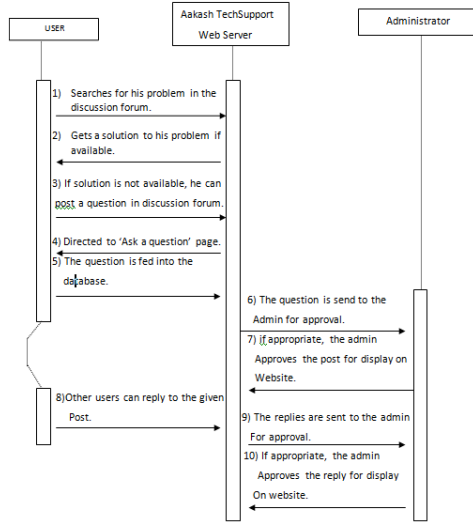 USER
Aakash TechSupport
Web Server
Administrator
1) Searches for his problem in the
discussion forum.
2) Gets a solution to his problem if
available.
3) If solution is not available, he can
post a question in discussion forum.
4) Directed to ‘Ask a question’ page.
5) The question is fed into the
database.
6) The question is send to the
Admin for approval.
7) if appropriate, the admin
Approves the post for display on
Website.
8)Other users can reply to the given
Post.
9) The replies are sent to the admin
For approval.
10) If appropriate, the admin
Approves the reply for display
On website.